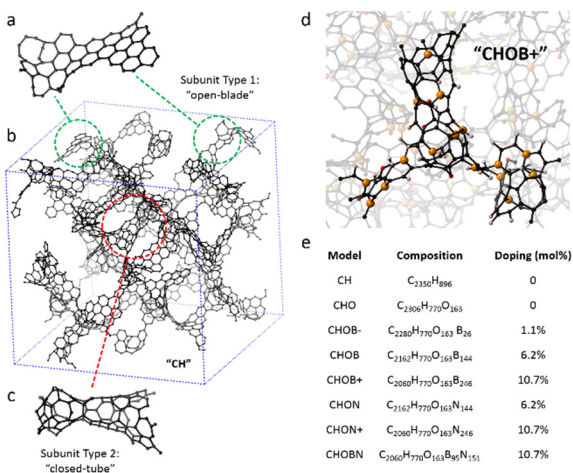 a
Subunit Type 1:
"open-blade"
b
"CH"
c
Subunit Type 2:
"closed-tube"
d
"CHOB+"
e
Model Composition Doping (mol%)
CH C₂₃₅₀H₈₉₆ 0
CHO C₂₃₀₆H₇₇₀O₁₆₃ 0
CHOB- C₂₂₈₀H₇₇₀O₁₆₃ B₂₆ 1.1%
CHOB C₂₁₆₂H₇₇₀O₁₆₃B₁₄₄ 6.2%
CHOB+ C₂₀₆₀H₇₇₀O₁₆₃B₂₄₆ 10.7%
CHON C₂₁₆₂H₇₇₀O₁₆₃N₁₄₄ 6.2%
CHON+ C₂₀₆₀H₇₇₀O₁₆₃N₂₄₆ 10.7%
CHOBN C₂₀₆₀H₇₇₀O₁₆₃B₉₅N₁₅₁ 10.7%